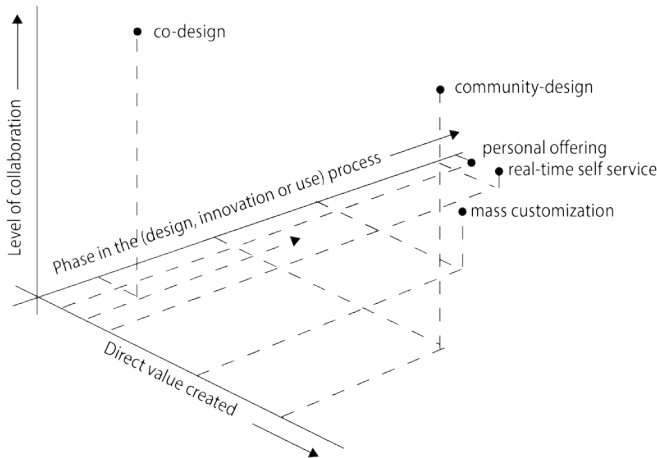 co-design
community-design
personal offering
real-time self service
mass customization
Level of collaboration
Phase in the (design, innovation or use) process
Direct value created